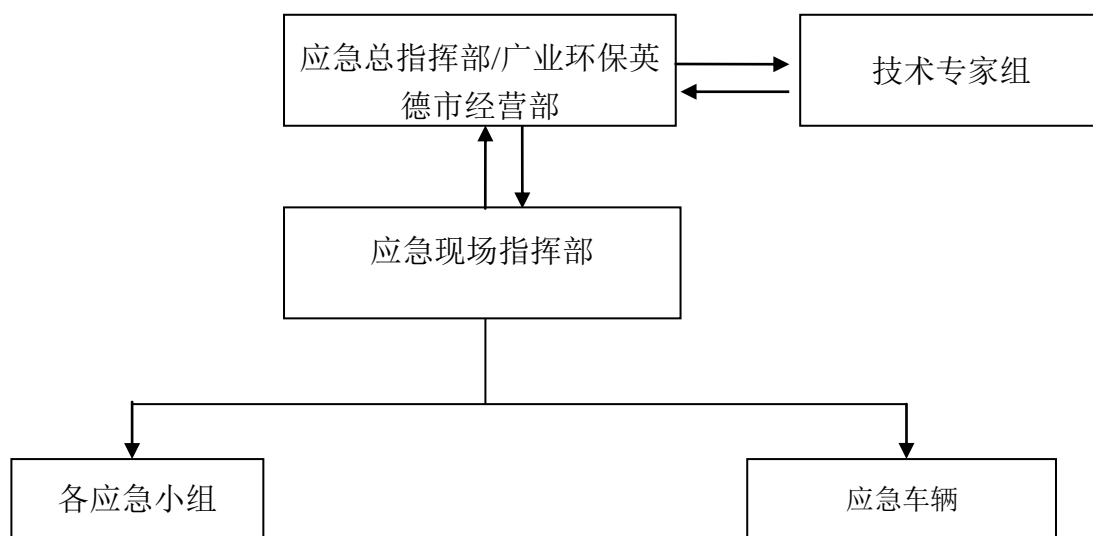 应急总指挥部/广业环保英
德市经营部
技术专家组
应急现场指挥部
各应急小组
应急车辆